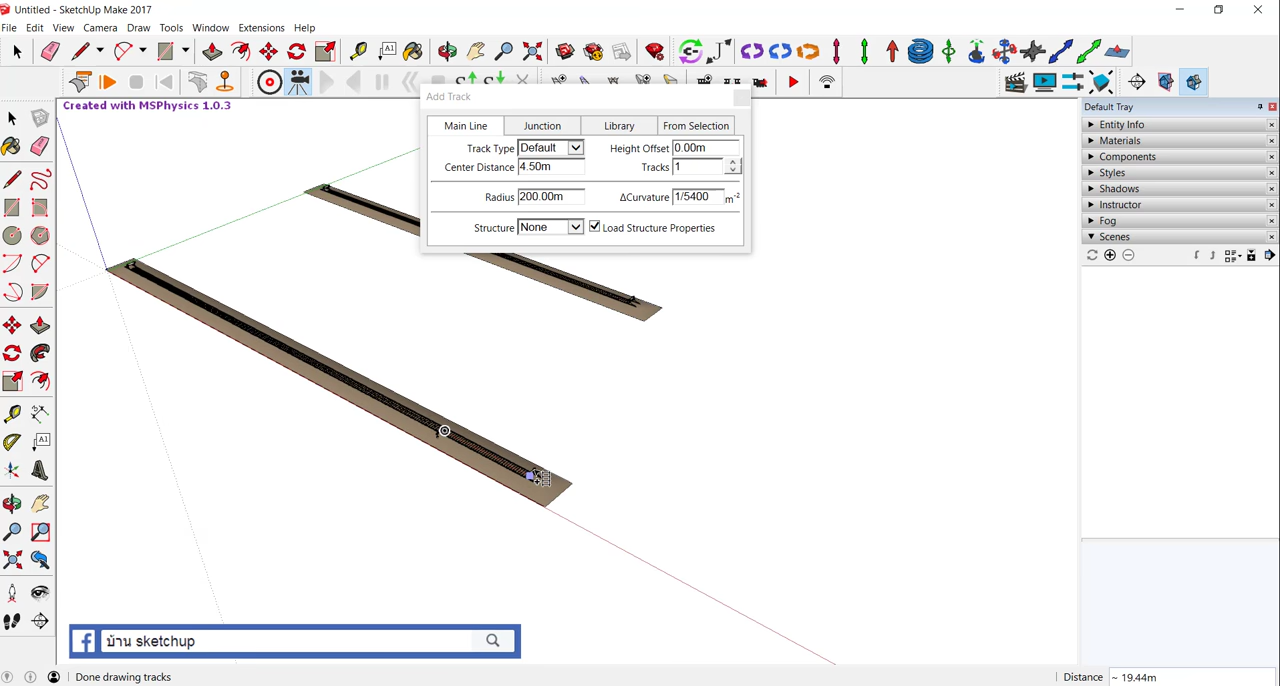 Untitled - SketchUp Make 2017
File Edit View Camera Draw Tools Window Extensions Help
Created with MSPhysics 1.0.3
Add Track
Main Line Junction Library From Selection
Track Type Default Height Offset 0.00m
Center Distance 4.50m Tracks 1
Radius 200.00m ΔCurvature 1/5400 m⁻²
Structure None Load Structure Properties
Default Tray
Entity Info
Materials
Components
Styles
Shadows
Instructor
Fog
Scenes
บ้าน sketchup
Done drawing tracks
Distance ~ 19.44m